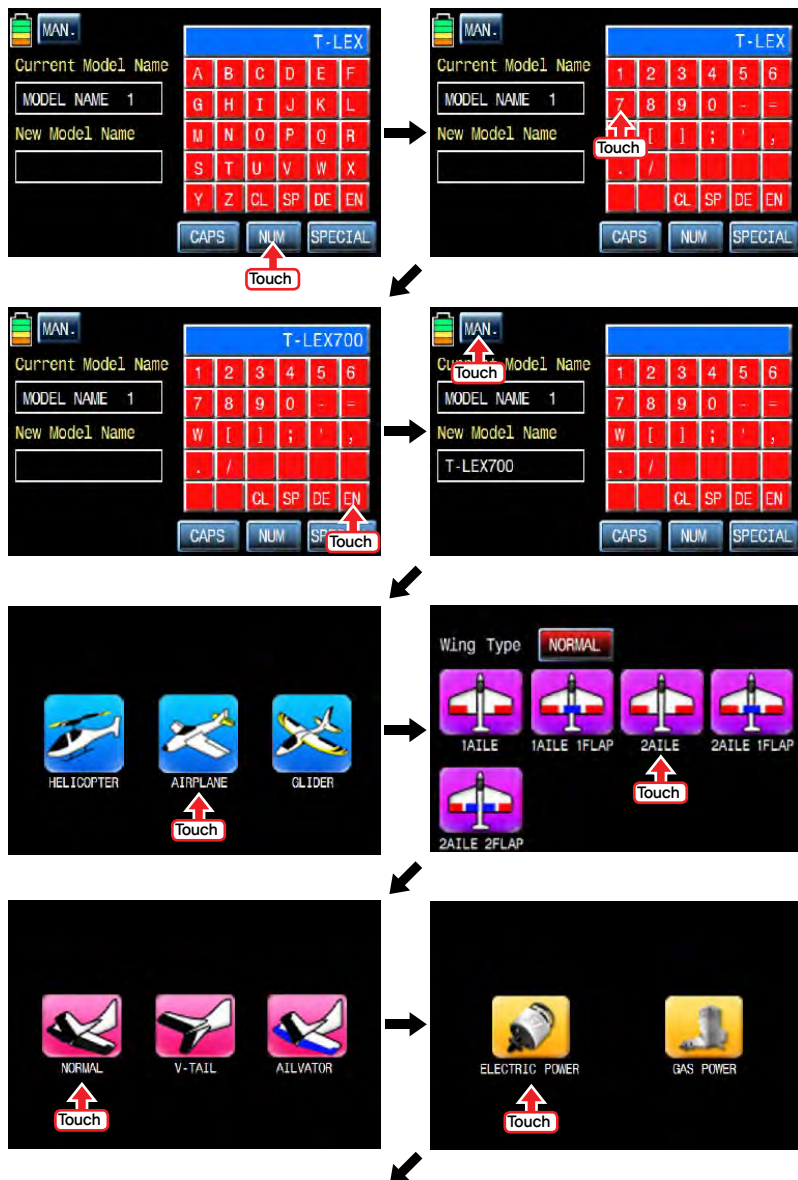 MAN.
T-LEX
Current Model Name
A B C D E F
MODEL NAME 1
G H I J K L
New Model Name
M N O P Q R
S T U V W X
Y Z CL SP DE EN
CAPS NUM SPECIAL
Touch
MAN.
T-LEX
Current Model Name
1 2 3 4 5 6
MODEL NAME 1
7 8 9 0 - =
Touch
New Model Name
[ ] ; ' ,
. /
CL SP DE EN
CAPS NUM SPECIAL
MAN.
T-LEX700
Current Model Name
1 2 3 4 5 6
MODEL NAME 1
7 8 9 0 - =
New Model Name
W [ ] ; ' ,
. /
CL SP DE EN
CAPS NUM
Touch
MAN.
Touch
Model Name
1 2 3 4 5 6
MODEL NAME 1
7 8 9 0 - =
New Model Name
W [ ] ; ' ,
T-LEX700
. /
CL SP DE EN
CAPS NUM SPECIAL
HELICOPTER AIRPLANE GLIDER
Touch
Wing Type NORMAL
1AILE 1AILE 1FLAP 2AILE 2AILE 1FLAP
Touch
2AILE 2FLAP
NORMAL V-TAIL AILVATOR
Touch
ELECTRIC POWER GAS POWER
Touch